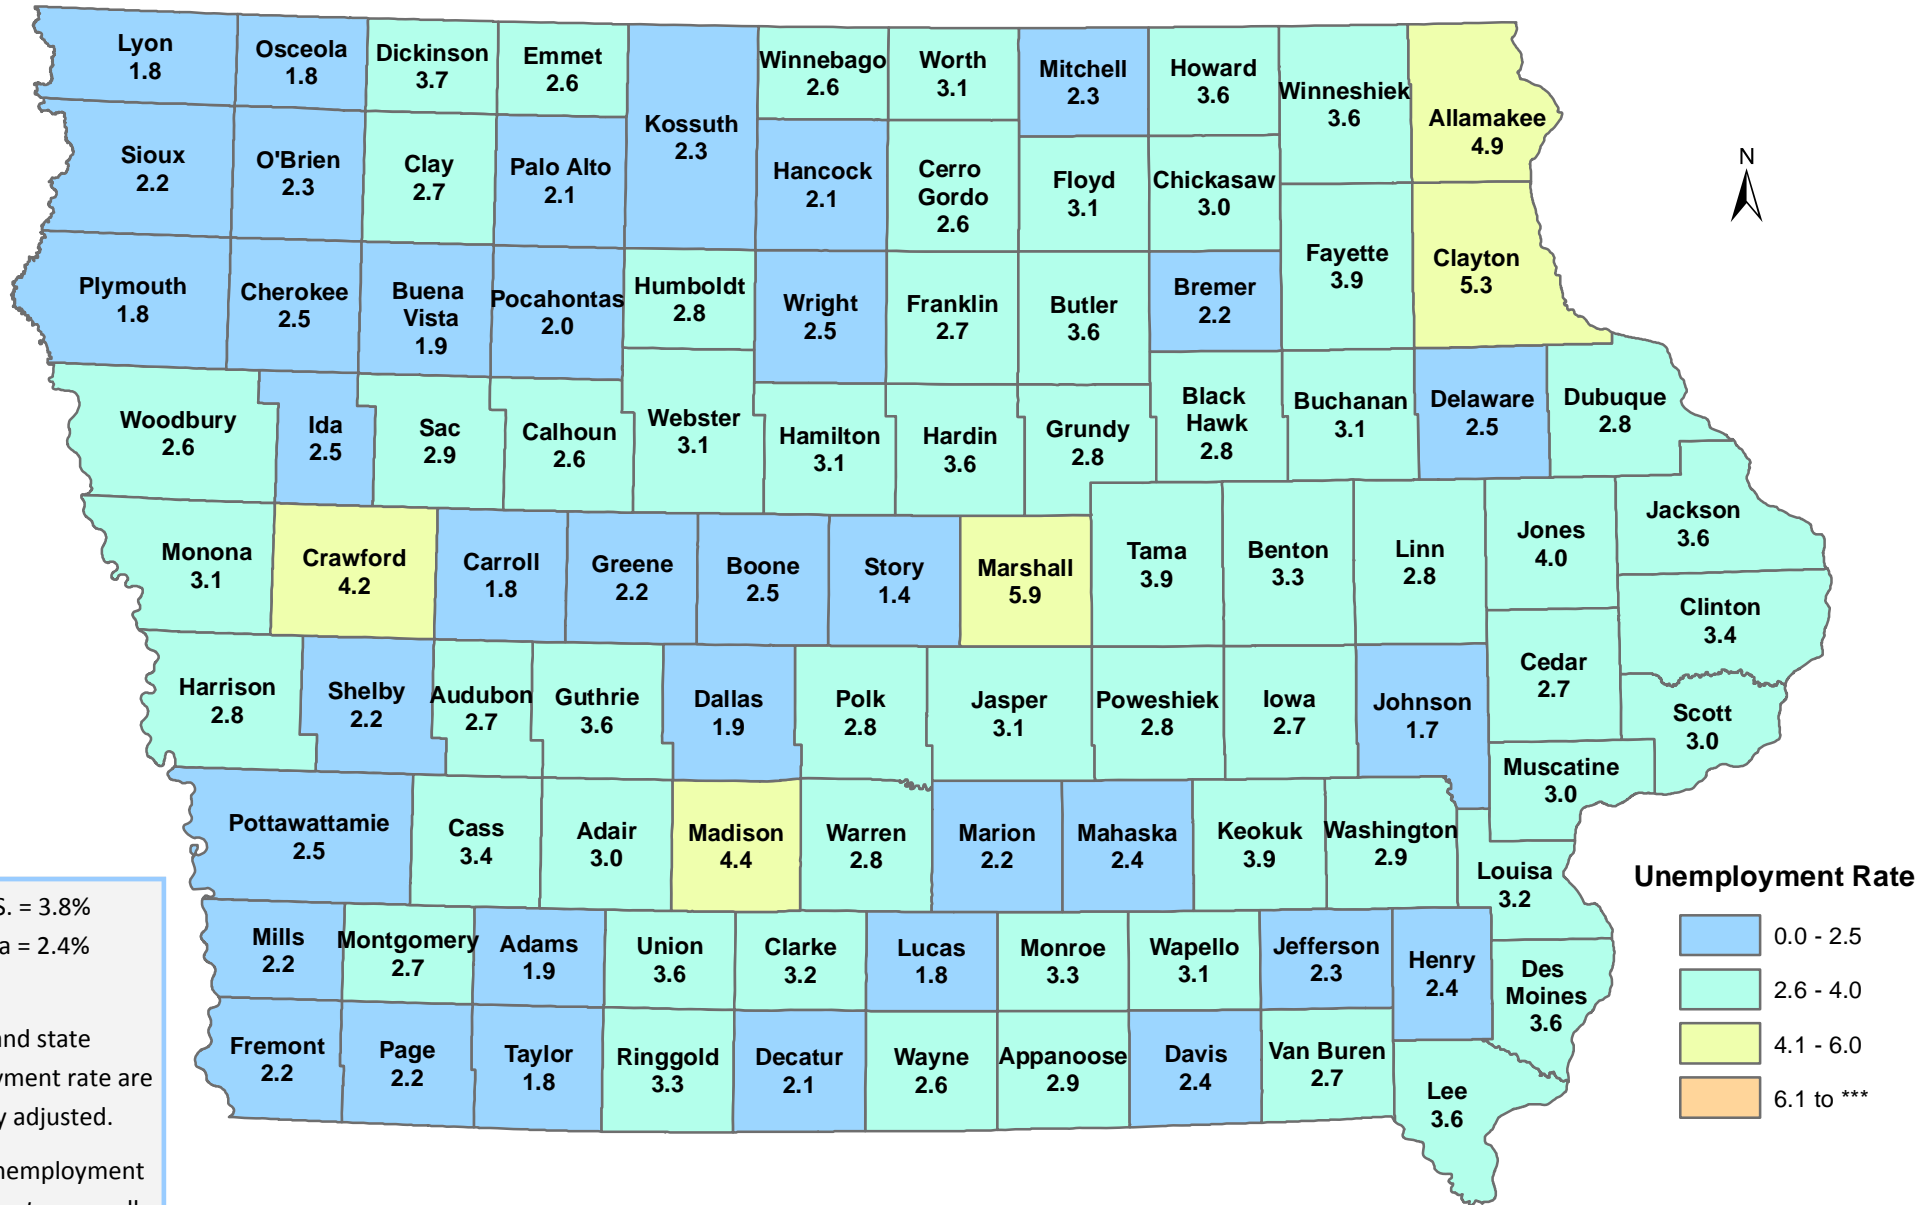 Lyon
1.8
Osceola
1.8
Dickinson
3.7
Emmet
2.6
Kossuth
2.3
Winnebago
2.6
Worth
3.1
Mitchell
2.3
Howard
3.6
Winneshiek
3.6
Allamakee
4.9
N
Sioux
2.2
O'Brien
2.3
Clay
2.7
Palo Alto
2.1
Hancock
2.1
Cerro
Gordo
2.6
Floyd
3.1
Chickasaw
3.0
Fayette
3.9
Clayton
5.3
Plymouth
1.8
Cherokee
2.5
Buena
Vista
1.9
Pocahontas
2.0
Humboldt
2.8
Wright
2.5
Franklin
2.7
Butler
3.6
Bremer
2.2
Woodbury
2.6
Ida
2.5
Sac
2.9
Calhoun
2.6
Webster
3.1
Hamilton
3.1
Hardin
3.6
Grundy
2.8
Black
Hawk
2.8
Buchanan
3.1
Delaware
2.5
Dubuque
2.8
Monona
3.1
Crawford
4.2
Carroll
1.8
Greene
2.2
Boone
2.5
Story
1.4
Marshall
5.9
Tama
3.9
Benton
3.3
Linn
2.8
Jones
4.0
Jackson
3.6
Clinton
3.4
Harrison
2.8
Shelby
2.2
Audubon
2.7
Guthrie
3.6
Dallas
1.9
Polk
2.8
Jasper
3.1
Poweshiek
2.8
Iowa
2.7
Johnson
1.7
Cedar
2.7
Scott
3.0
Muscatine
3.0
Pottawattamie
2.5
Cass
3.4
Adair
3.0
Madison
4.4
Warren
2.8
Marion
2.2
Mahaska
2.4
Keokuk
3.9
Washington
2.9
Louisa
3.2
Mills
2.2
Montgomery
2.7
Adams
1.9
Union
3.6
Clarke
3.2
Lucas
1.8
Monroe
3.3
Wapello
3.1
Jefferson
2.3
Henry
2.4
Des
Moines
3.6
Fremont
2.2
Page
2.2
Taylor
1.8
Ringgold
3.3
Decatur
2.1
Wayne
2.6
Appanoose
2.9
Davis
2.4
Van Buren
2.7
Lee
3.6
S. = 3.8%
a = 2.4%
and state
yment rate are
y adjusted.
nemployment
Unemployment Rate
0.0 - 2.5
2.6 - 4.0
4.1 - 6.0
6.1 to ***